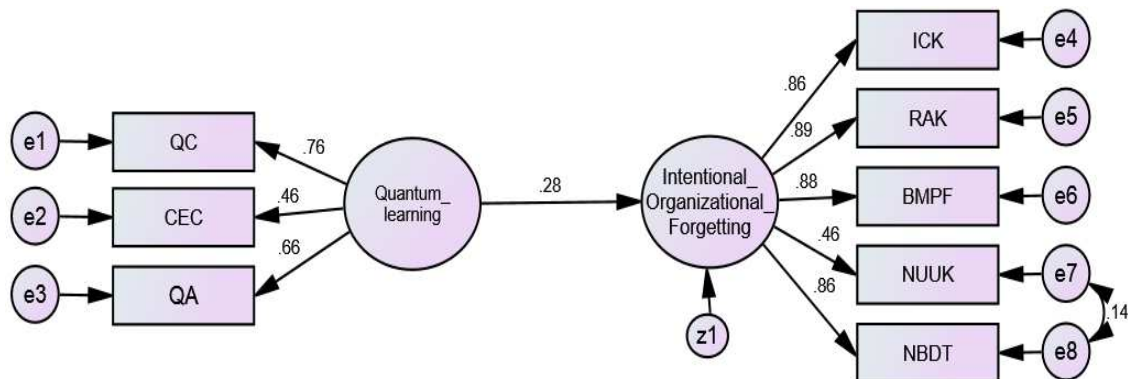 e1
QC
.76
e2
CEC
.46
e3
QA
.66
Quantum_
learning
.28
Intentional_
Organizational_
Forgetting
z1
.86
ICK
e4
.89
RAK
e5
.88
BMPF
e6
.46
NUUK
e7
.86
NBDT
e8
.14